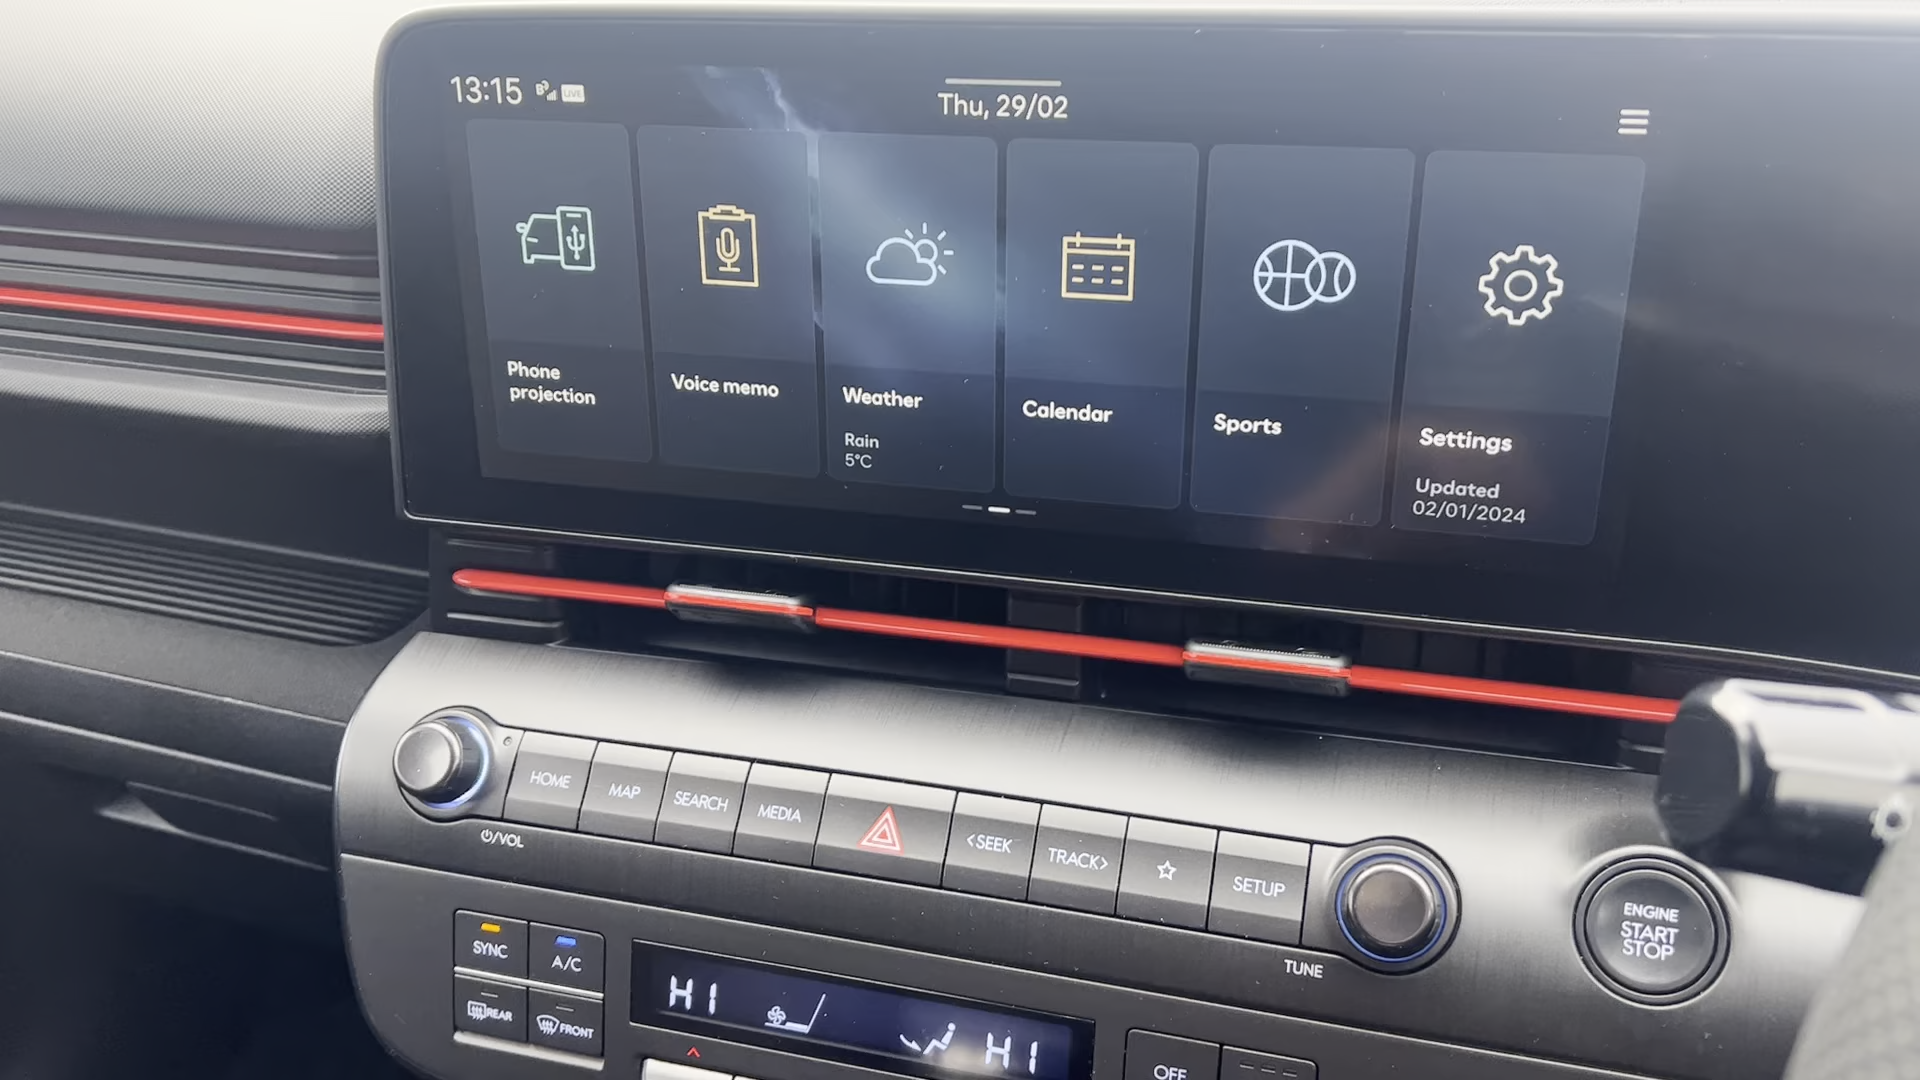 13:15
LIVE
Thu, 29/02
Phone
projection
Voice memo
Weather
Rain
5°C
Calendar
Sports
Settings
Updated
02/01/2024
HOME
MAP
SEARCH
MEDIA
<SEEK
TRACK>
SETUP
/VOL
TUNE
ENGINE
START
STOP
SYNC
A/C
REAR
FRONT
HI
HI
OFF